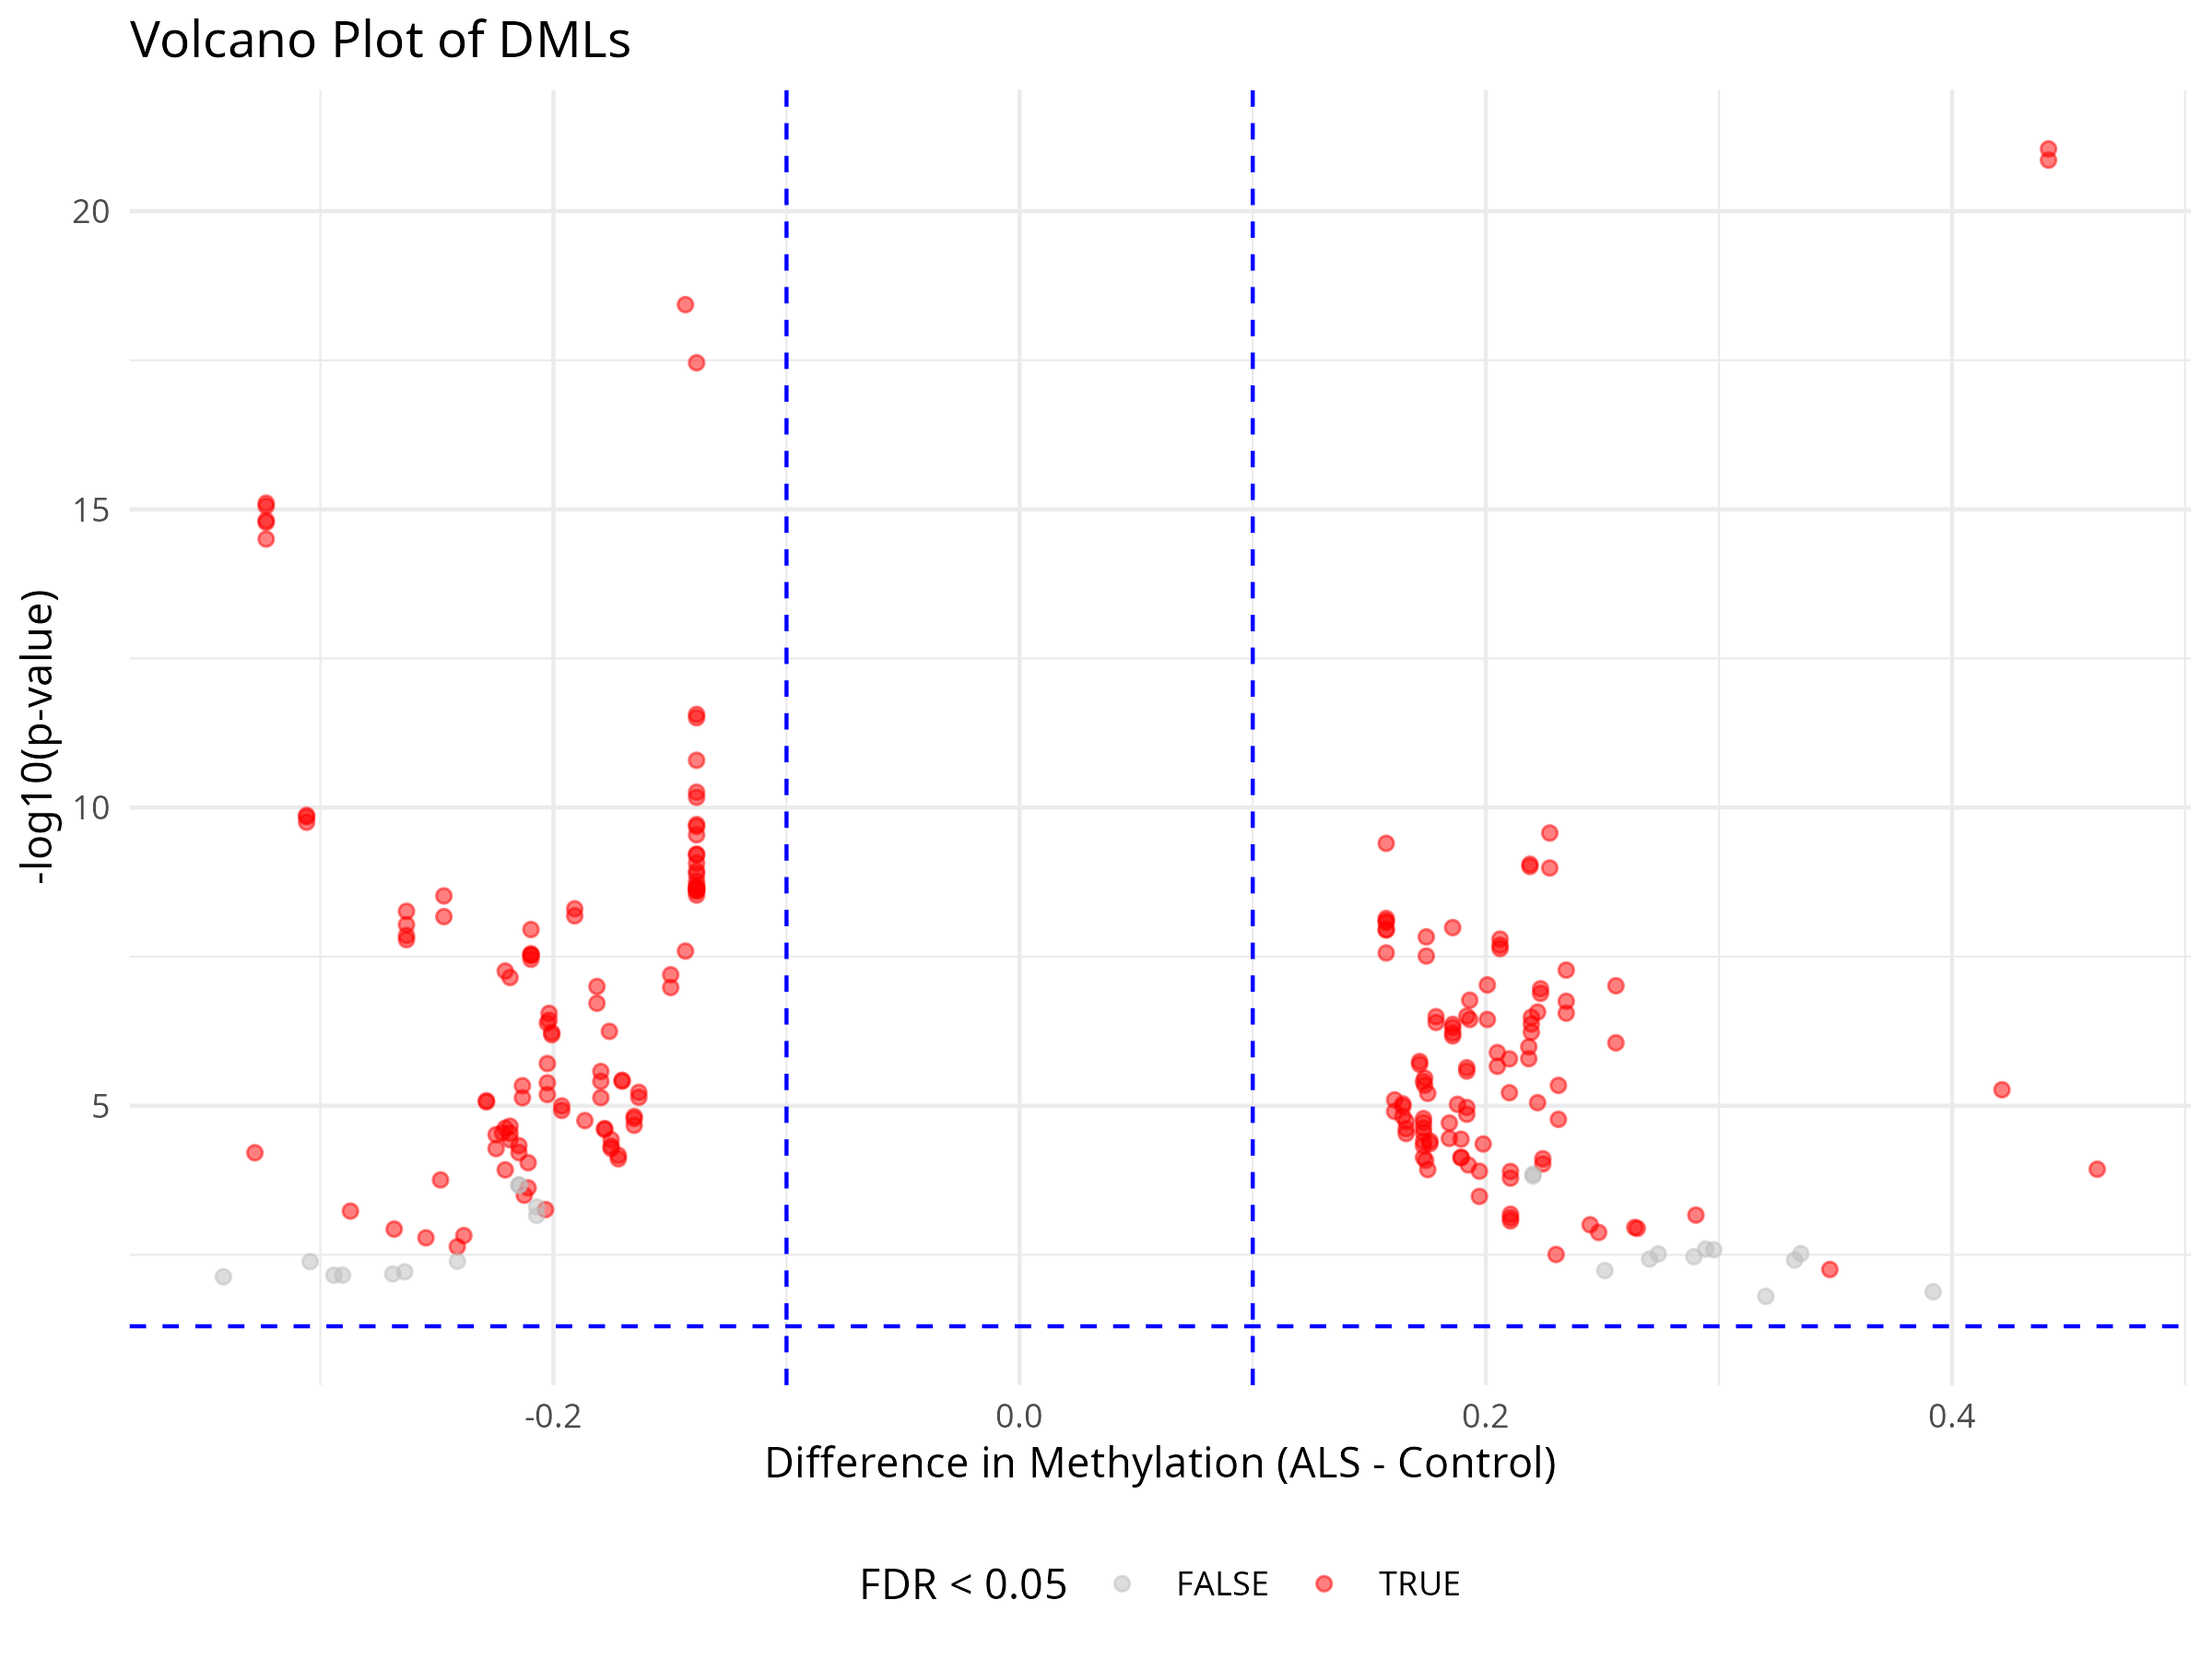 Volcano Plot of DMLs
20
15
10
5
-log10(p-value)
-0.2 0.0 0.2 0.4
Difference in Methylation (ALS - Control)
FDR < 0.05 FALSE TRUE